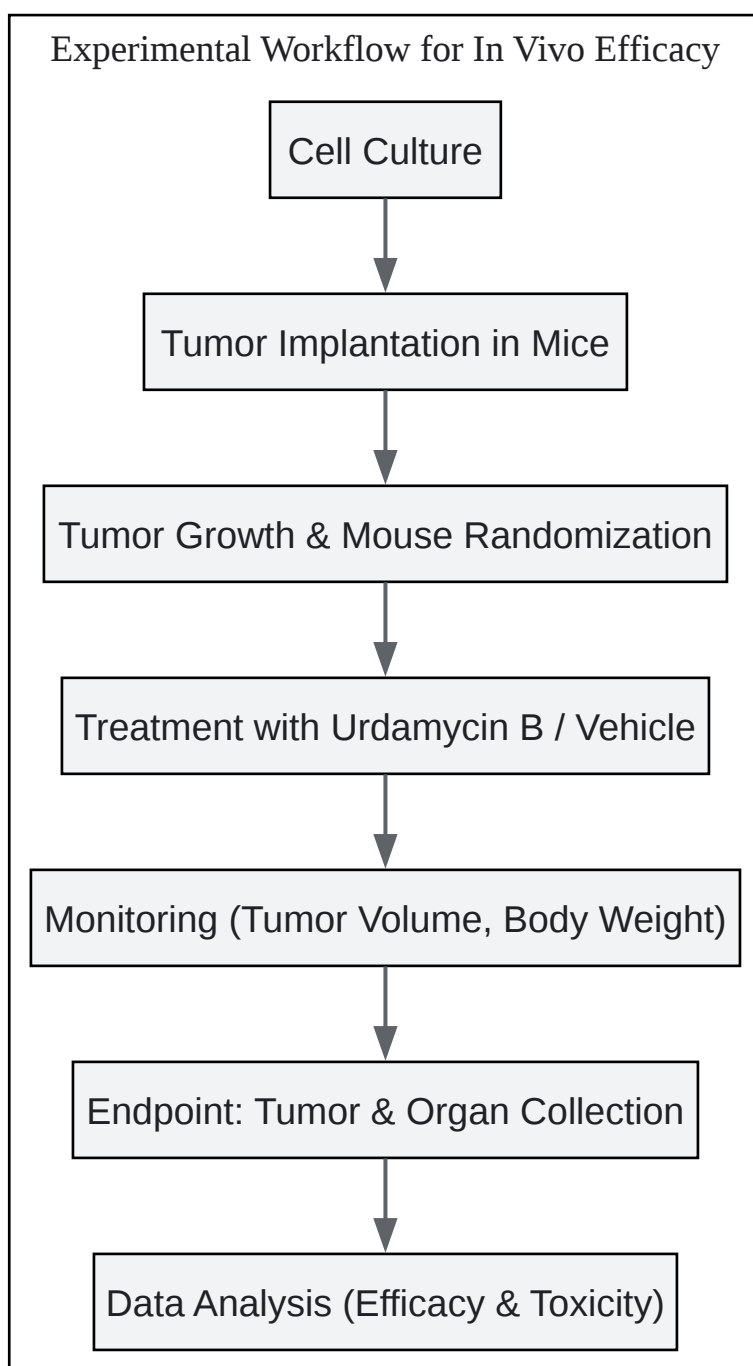 Experimental Workflow for In Vivo Efficacy
Cell Culture
Tumor Implantation in Mice
Tumor Growth & Mouse Randomization
Treatment with Urdamycin B / Vehicle
Monitoring (Tumor Volume, Body Weight)
Endpoint: Tumor & Organ Collection
Data Analysis (Efficacy & Toxicity)